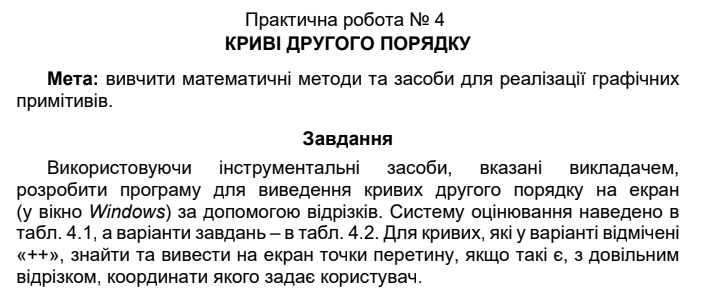 Практична робота № 4
КРИВІ ДРУГОГО ПОРЯДКУ
Мета: вивчити математичні методи та засоби для реалізації графічних
примітивів.
Завдання
Використовуючи інструментальні засоби, вказані викладачем,
розробити програму для виведення кривих другого порядку на екран
(у вікно Windows) за допомогою відрізків. Систему оцінювання наведено в
табл. 4.1, а варіанти завдань – в табл. 4.2. Для кривих, які у варіанті відмічені
«++», знайти та вивести на екран точки перетину, якщо такі є, з довільним
відрізком, координати якого задає користувач.